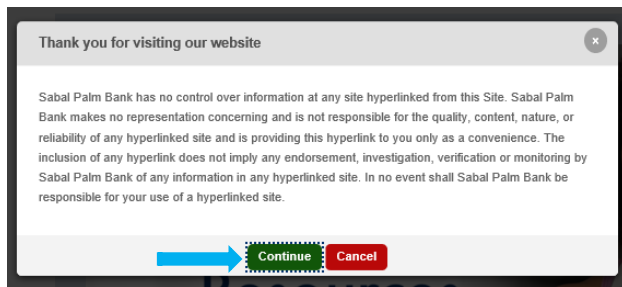 Thank you for visiting our website
×
Sabal Palm Bank has no control over information at any site hyperlinked from this Site. Sabal Palm
Bank makes no representation concerning and is not responsible for the quality, content, nature, or
reliability of any hyperlinked site and is providing this hyperlink to you only as a convenience. The
inclusion of any hyperlink does not imply any endorsement, investigation, verification or monitoring by
Sabal Palm Bank of any information in any hyperlinked site. In no event shall Sabal Palm Bank be
responsible for your use of a hyperlinked site.
Continue Cancel